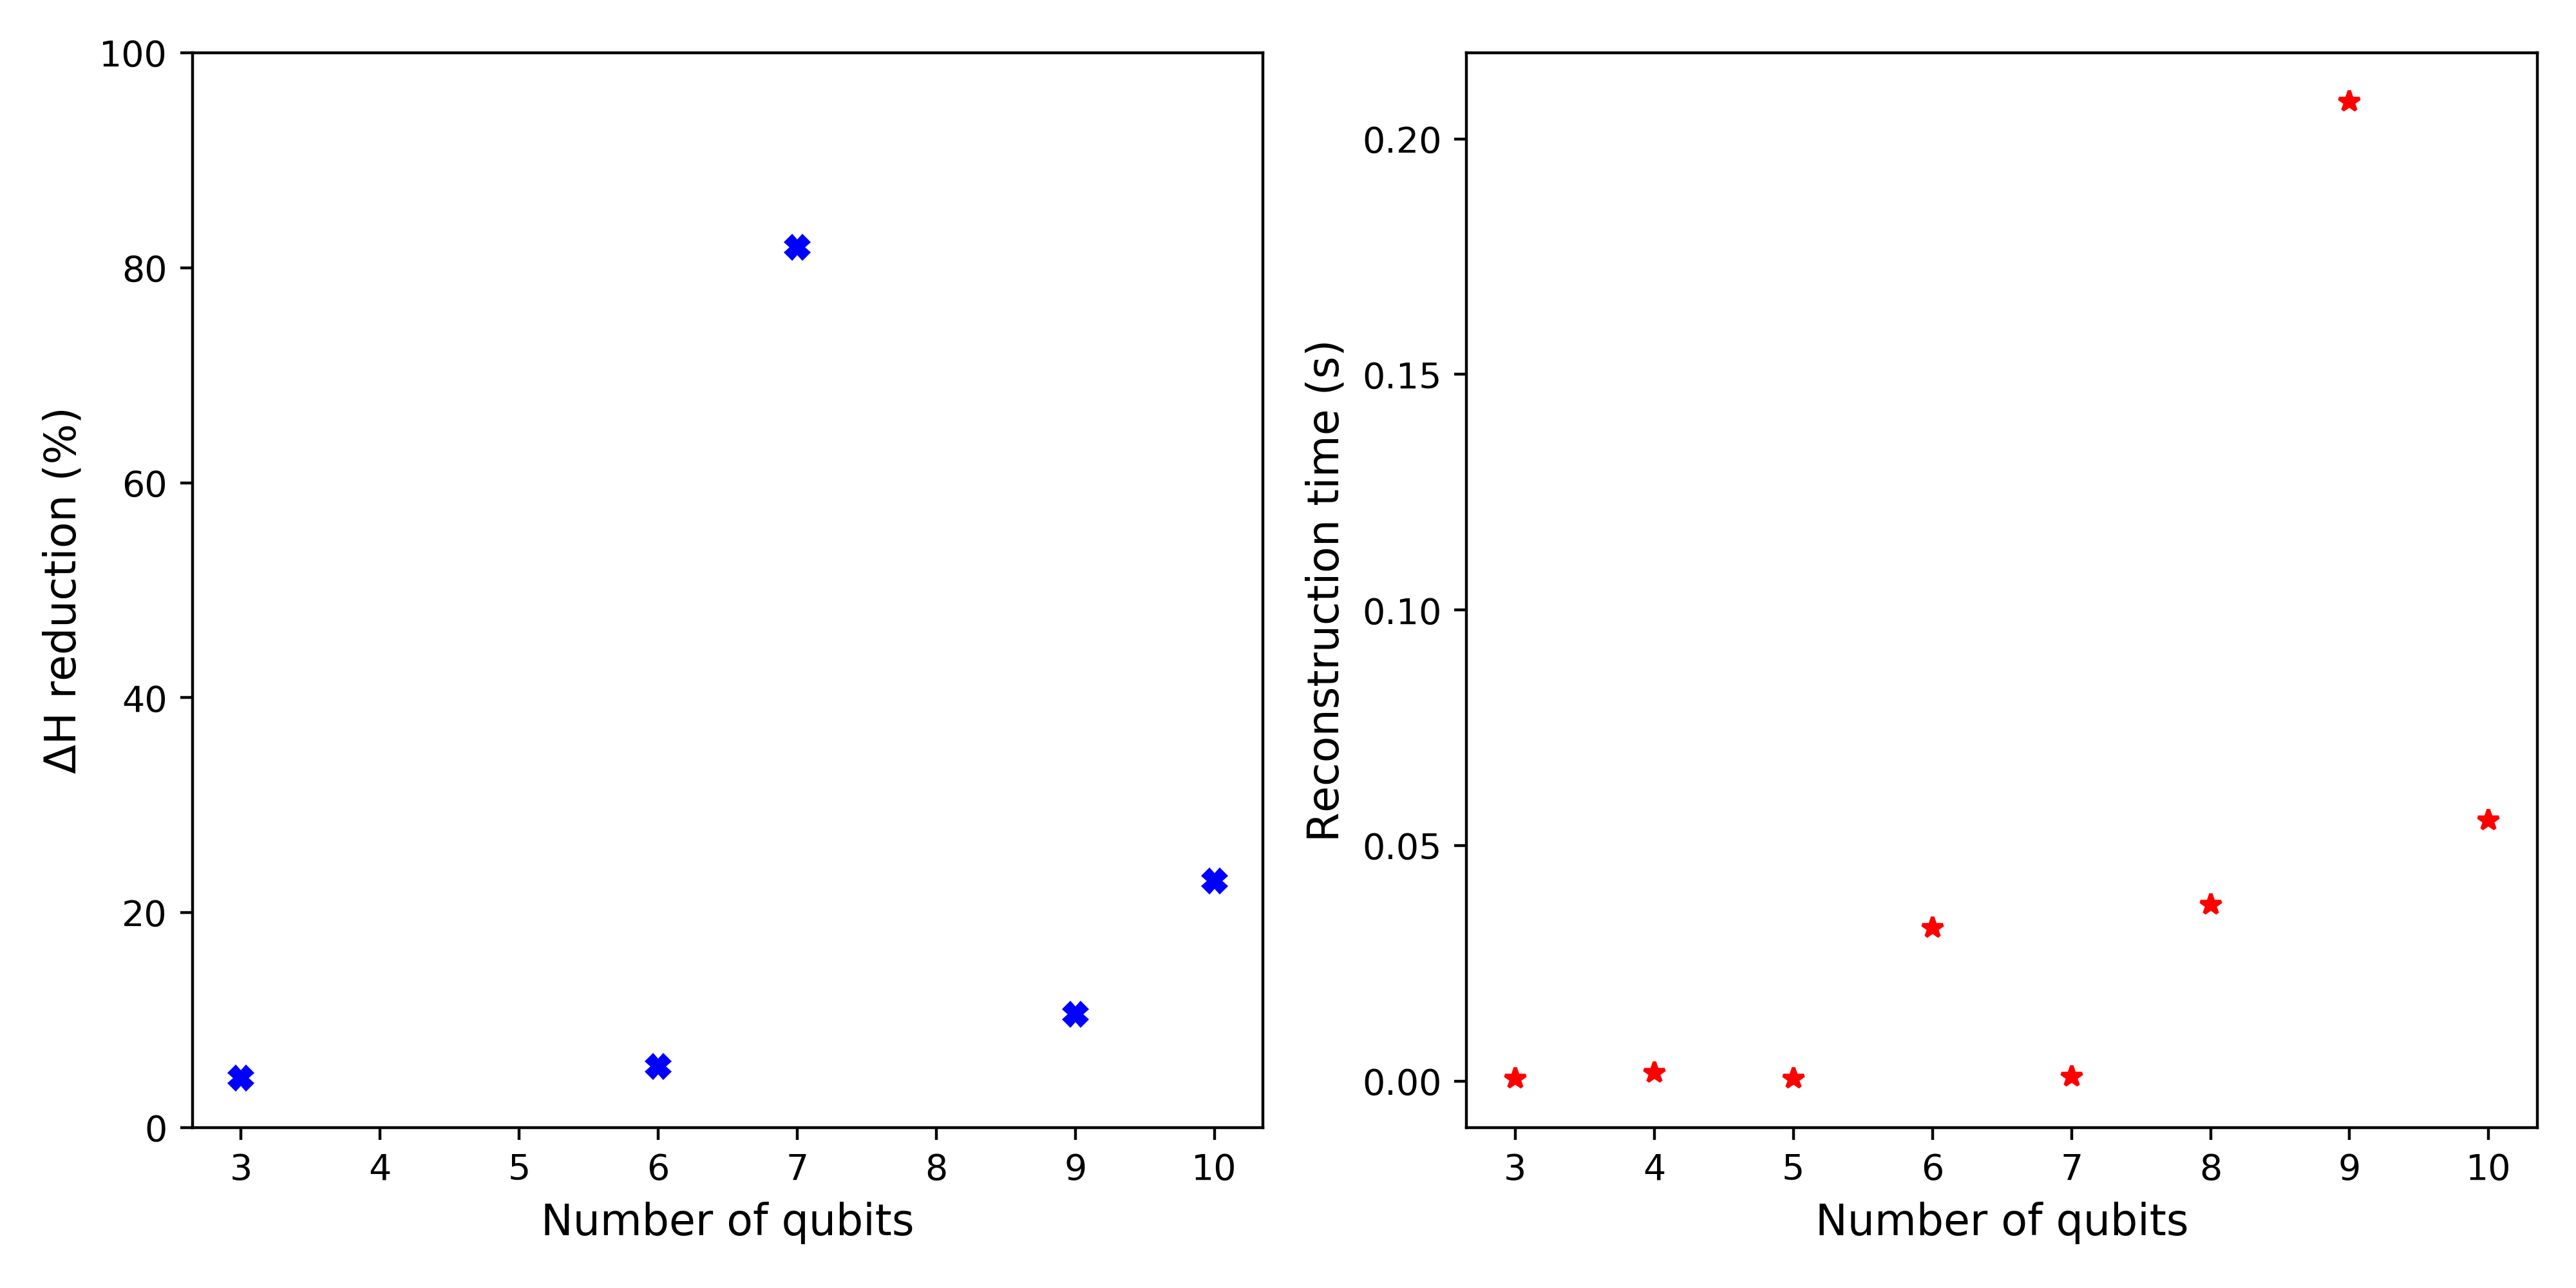 100
80
60
40
20
0
ΔH reduction (%)
3 4 5 6 7 8 9 10
Number of qubits
0.20
0.15
0.10
0.05
0.00
Reconstruction time (s)
3 4 5 6 7 8 9 10
Number of qubits